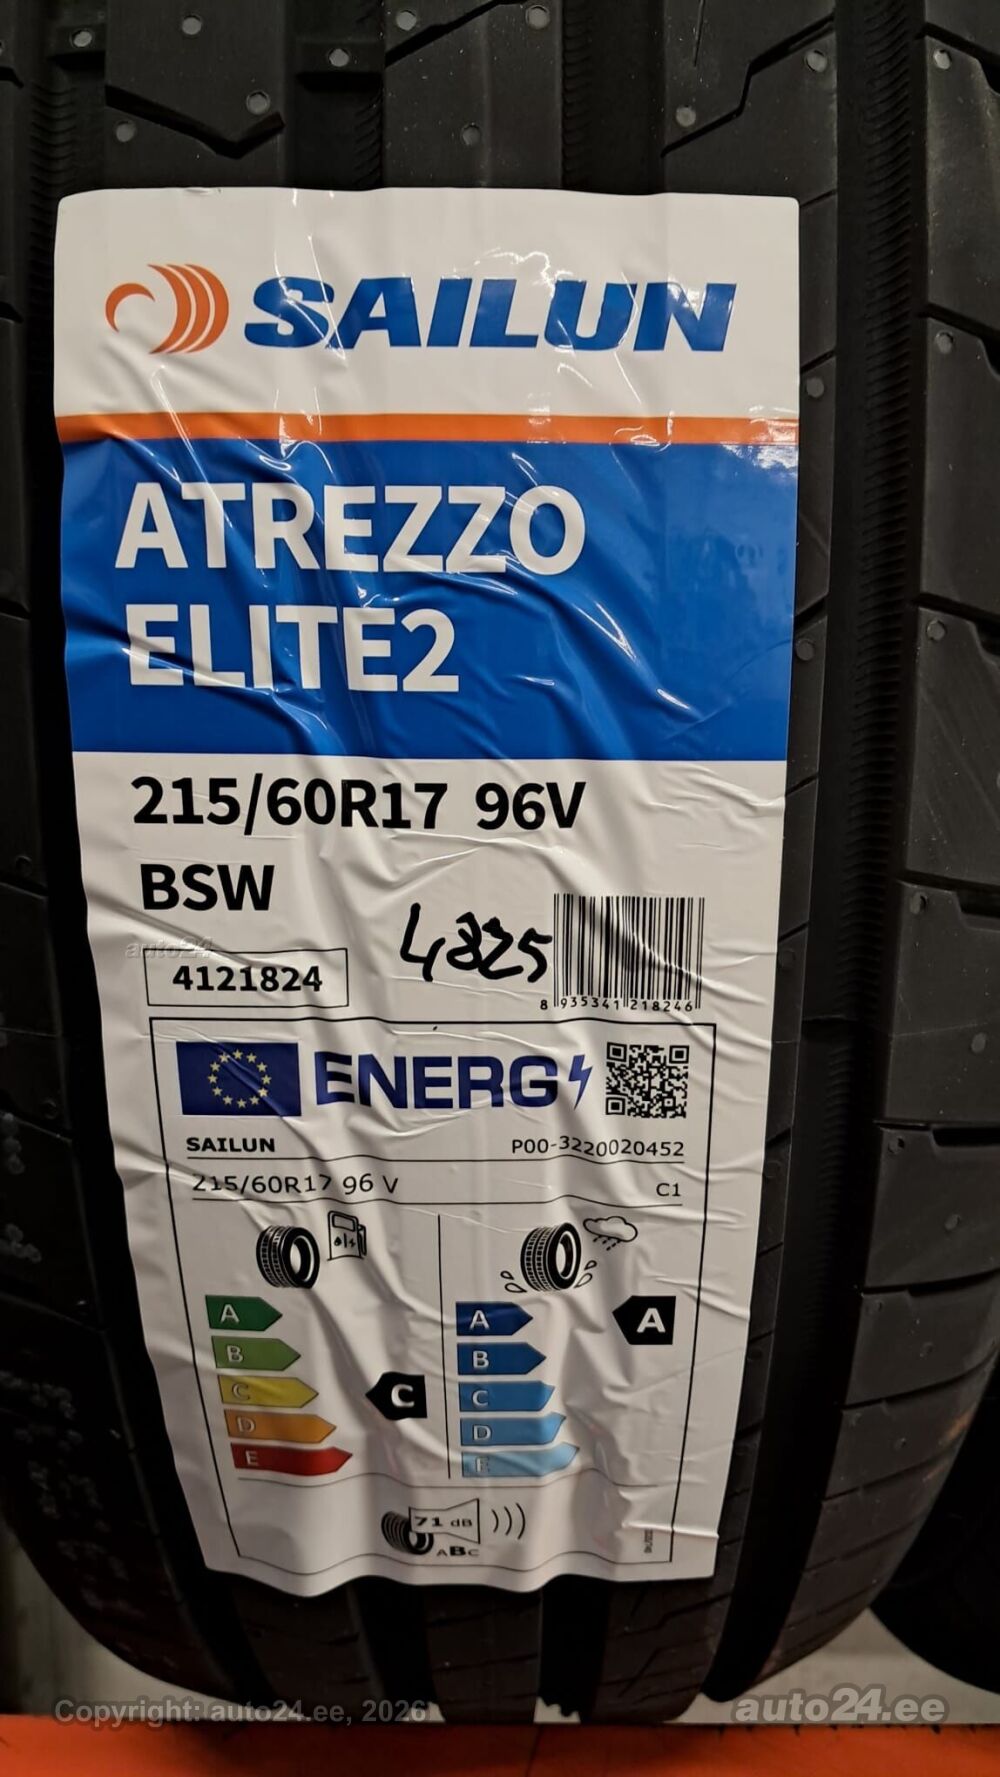 SAILUN
ATREZZO
ELITE2
215/60R17 96V
BSW
auto24
4121824
4825
8 935341 218246
ENERG
SAILUN P00-3220020452
215/60R17 96 V C1
A A A
B B
C C C
D D
E E
71 dB
ABC
Copyright: auto24.ee, 2026
auto24.ee